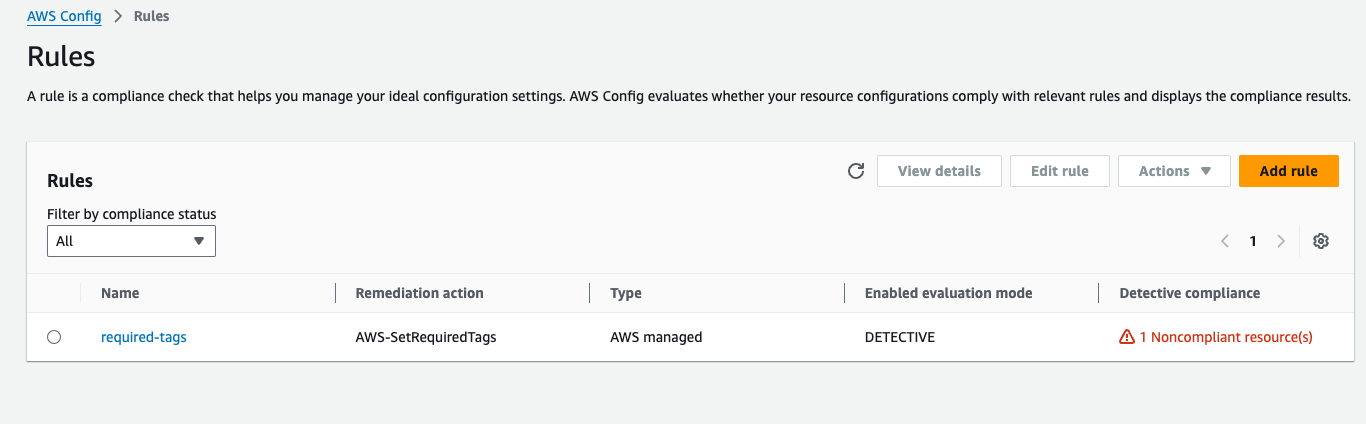 AWS Config > Rules
Rules
A rule is a compliance check that helps you manage your ideal configuration settings. AWS Config evaluates whether your resource configurations comply with relevant rules and displays the compliance results.
Rules
View details Edit rule Actions Add rule
Filter by compliance status
All
1
Name Remediation action Type Enabled evaluation mode Detective compliance
required-tags AWS-SetRequiredTags AWS managed DETECTIVE 1 Noncompliant resource(s)